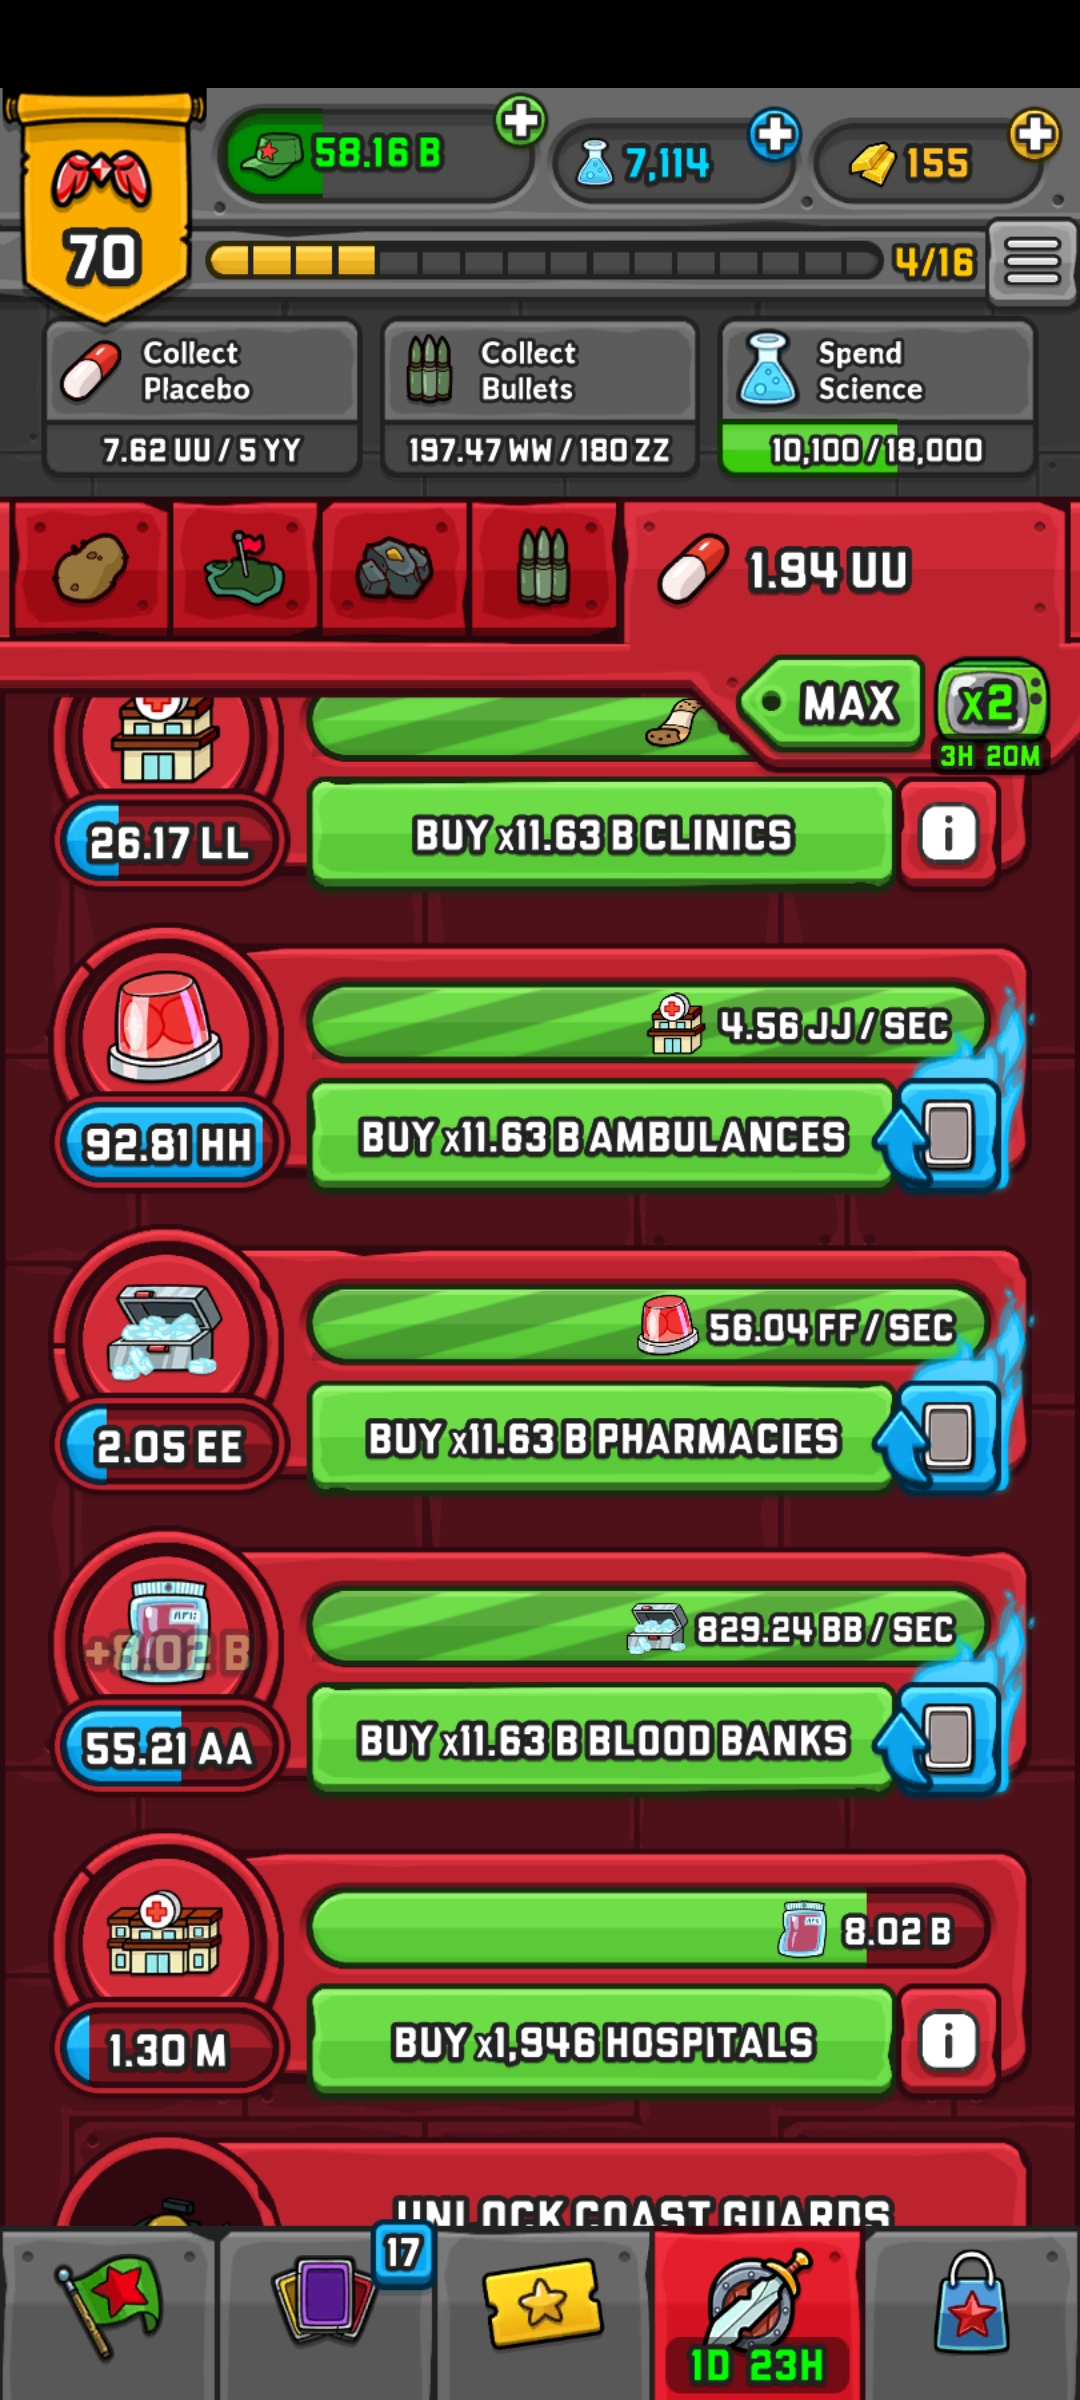 58.16 B
7,114
155
70
4/16
Collect
Placebo
7.62 UU / 5 YY
Collect
Bullets
197.47 WW / 180 ZZ
Spend
Science
10,100 / 18,000
1.94 UU
MAX
x2
3H 20M
26.17 LL
BUY x11.63 B CLINICS
i
4.56 JJ / SEC
92.81 HH
BUY x11.63 B AMBULANCES
56.04 FF / SEC
2.05 EE
BUY x11.63 B PHARMACIES
+8.02 B
829.24 BB / SEC
55.21 AA
BUY x11.63 B BLOOD BANKS
8.02 B
1.30 M
BUY x1,946 HOSPITALS
i
UNLOCK COAST GUARDS
17
1D 23H